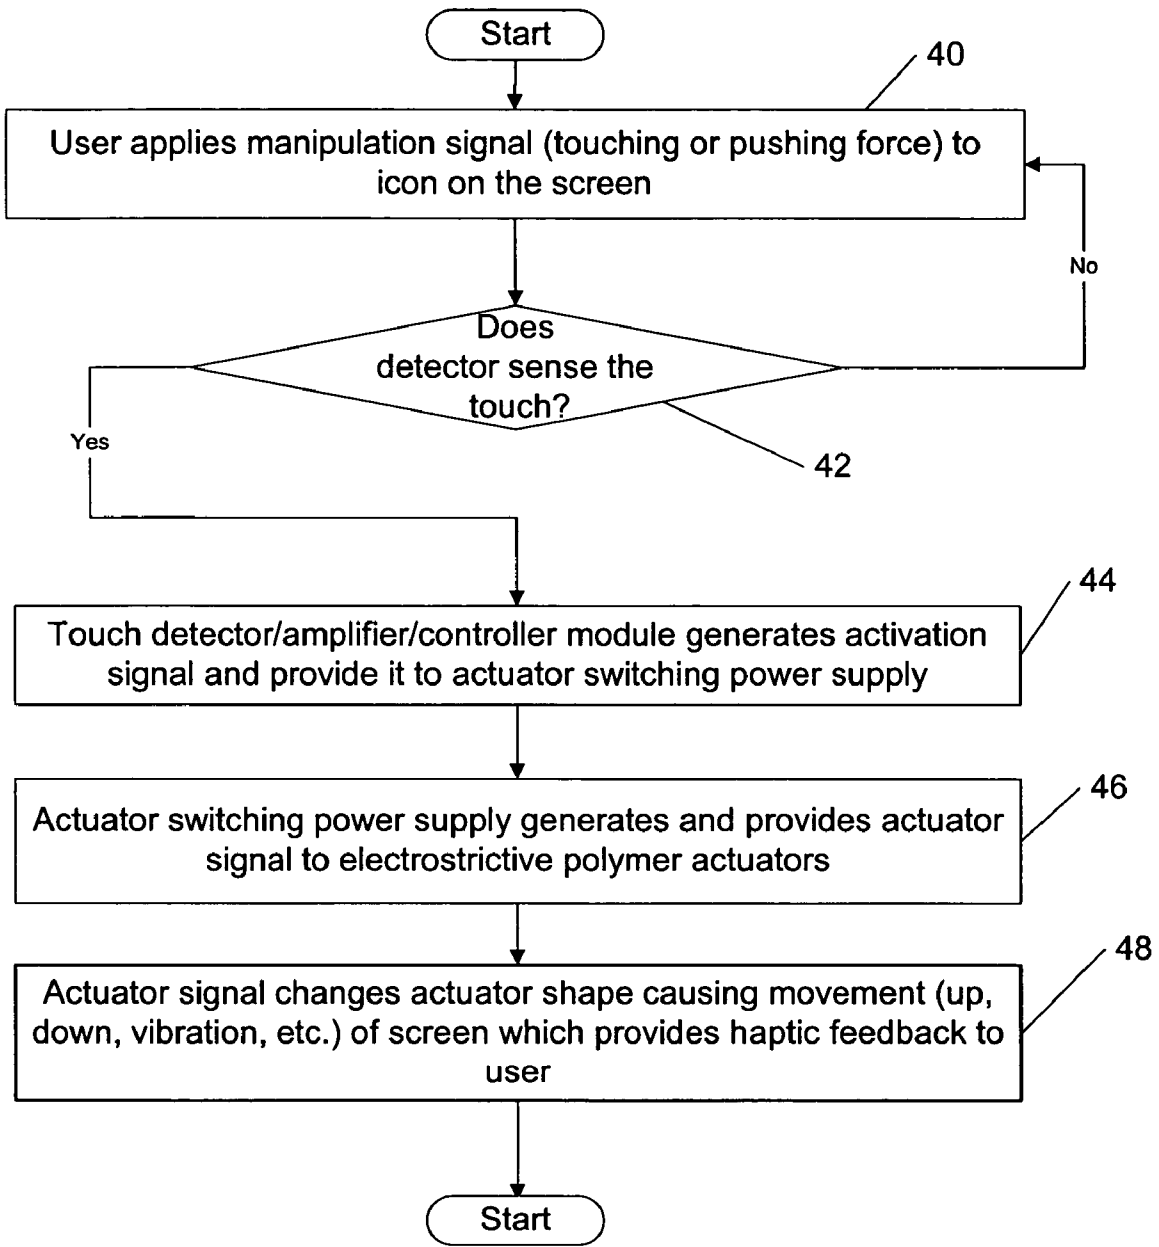 Start
40
User applies manipulation signal (touching or pushing force) to
icon on the screen
No
Does
detector sense the
touch?
Yes
42
44
Touch detector/amplifier/controller module generates activation
signal and provide it to actuator switching power supply
46
Actuator switching power supply generates and provides actuator
signal to electrostrictive polymer actuators
48
Actuator signal changes actuator shape causing movement (up,
down, vibration, etc.) of screen which provides haptic feedback to
user
Start